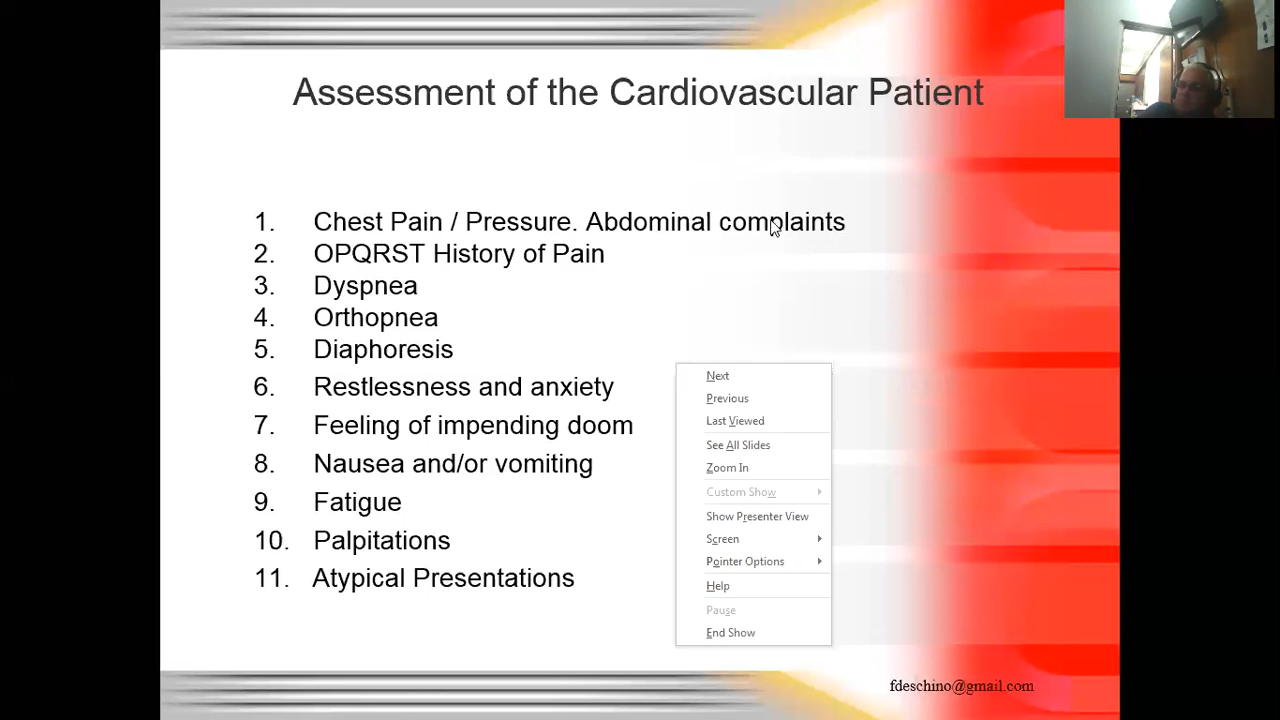 Assessment of the Cardiovascular Patient
1. Chest Pain / Pressure. Abdominal complaints
2. OPQRST History of Pain
3. Dyspnea
4. Orthopnea
5. Diaphoresis
6. Restlessness and anxiety
7. Feeling of impending doom
8. Nausea and/or vomiting
9. Fatigue
10. Palpitations
11. Atypical Presentations
Next
Previous
Last Viewed
See All Slides
Zoom In
Custom Show
Show Presenter View
Screen
Pointer Options
Help
Pause
End Show
fdeschino@gmail.com